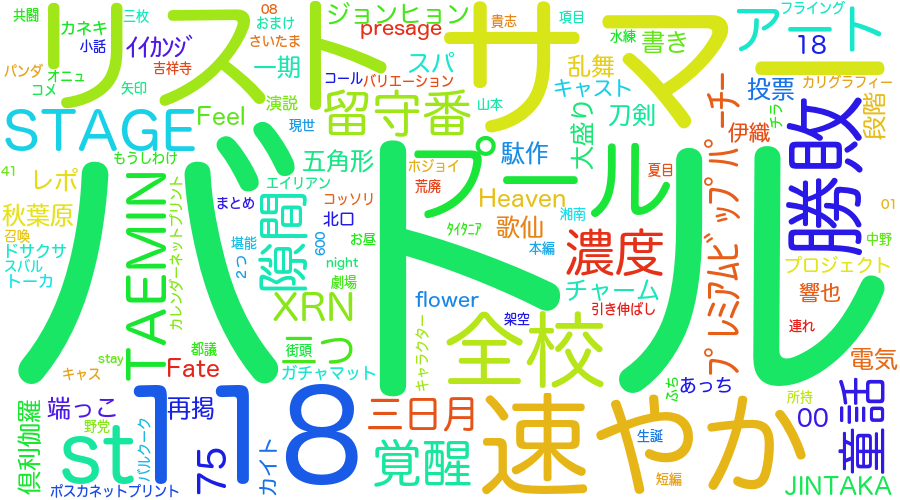 共闘
三枚
08
貴志
項目
フライング
リスト
サマー
アート
ジョンヒョン
カネキ
おまけ
presage
水練
書き
18
小話
イイカンジ
さいたま
パンダ
オニュ
吉祥寺
一期
スパ
乱舞
コール
バリエーション
キャスト
投票
カリグラフィー
コメ
矢印
演説
Feel
留守番
山本
大盛り
刀剣
チラ
段階
STAGE
現世
伊織
勝敗
もうしわけ
バトル
プール
五角形
駄作
プレミアムビップパーチー
41
レポ
エイリアン
ホジョイ
荒廃
夏目
TAEMIN
カレンダーネットプリント
まとめ
隙間
コッソリ
Heaven
湘南
01
秋葉原
北口
歌仙
召喚
堪能
お昼
タイタニア
本編
濃度
中野
ドサクサ
スバル
2つ
600
night
プロジェクト
トーカ
劇場
チャーム
XRN
flower
引き伸ばし
響也
架空
連れ
全校
二つ
都議
街頭
stay
Fate
キャラクター
電気
キャス
ガチャマット
ふち
あっち
118
速やか
所持
童話
倶利伽羅
端っこ
再掲
三日月
00
野党
st
バルクーク
75
カイト
覚醒
生誕
短編
JINTAKA
ボスカネットプリント